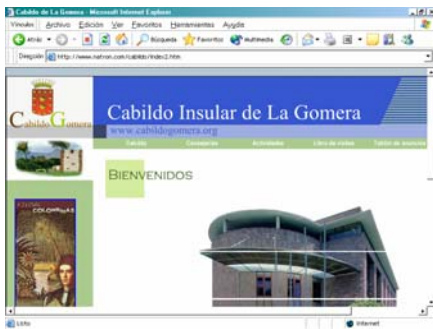 Cabildo de La Gomera - Microsoft Internet Explorer
Vínculos Archivo Edición Ver Favoritos Herramientas Ayuda
Atrás Búsqueda Favoritos Multimedia
Dirección http://www.natron.com/cabildo/index2.htm
Cabildo Gomera
Cabildo Insular de La Gomera
www.cabildogomera.org
Consejerías Actividades Libro de visitas Tablón de anuncios
BIENVENIDOS
COLOMBINAS
Listo Internet